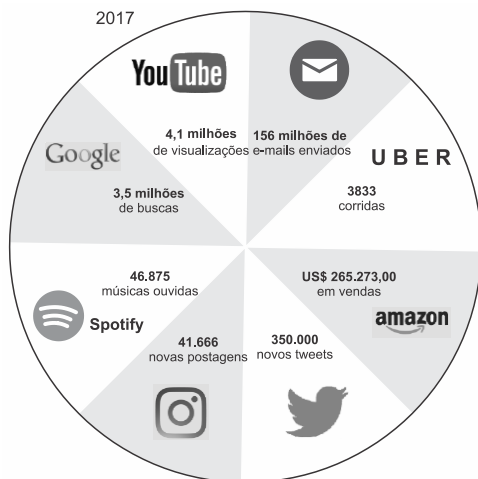 2017
You Tube
4,1 milhões
de visualizações
156 milhões de
e-mails enviados
UBER
3833
corridas
Google
3,5 milhões
de buscas
46.875
músicas ouvidas
Spotify
US$ 265.273,00
em vendas
amazon
41.666
novas postagens
350.000
novos tweets